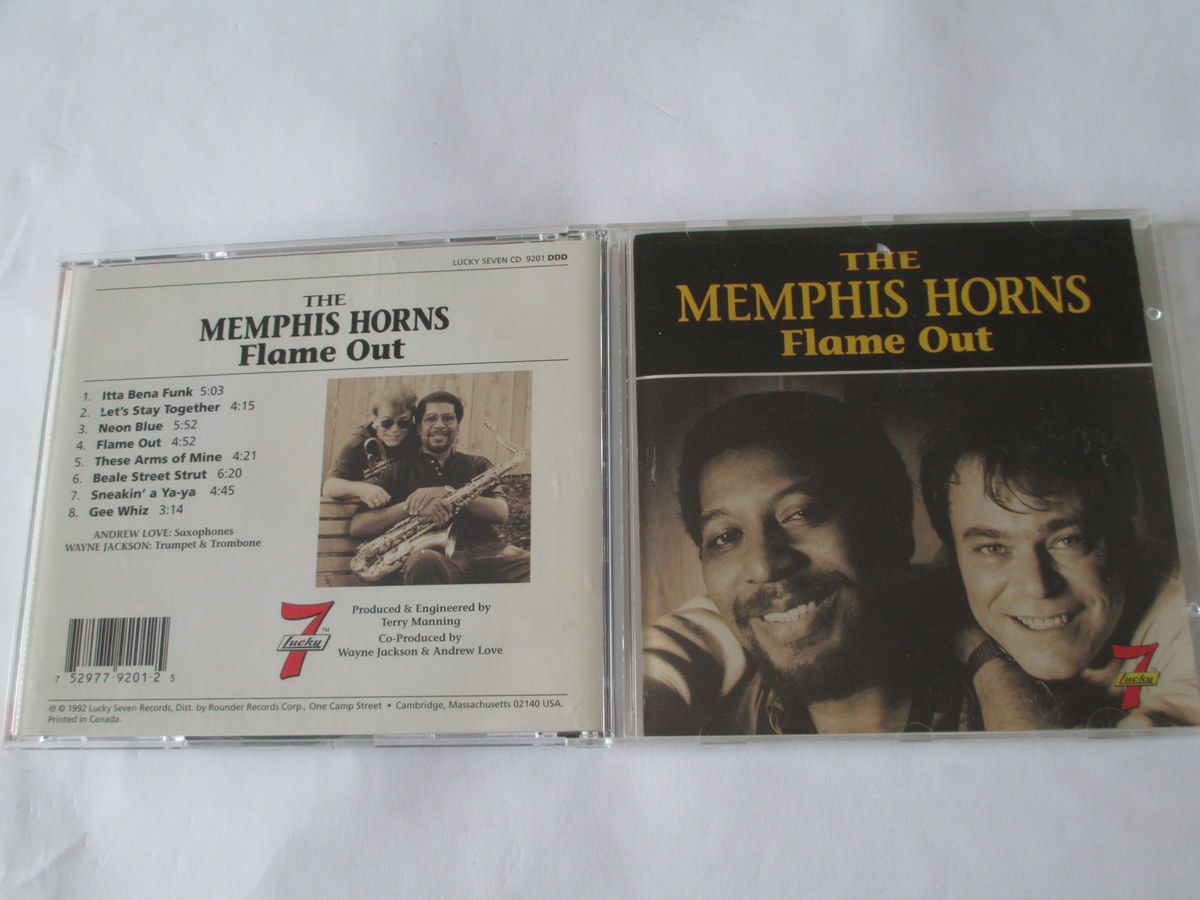 LUCKY SEVEN CD 9201 DDD
THE
MEMPHIS HORNS
Flame Out
1. Itta Bena Funk 5:03
2. Let's Stay Together 4:15
3. Neon Blue 5:52
4. Flame Out 4:52
5. These Arms of Mine 4:21
6. Beale Street Strut 6:20
7. Sneakin' a Ya-ya 4:45
8. Gee Whiz 3:14
ANDREW LOVE: Saxophones
WAYNE JACKSON: Trumpet & Trombone
7 TM
lucky
Produced & Engineered by
Terry Manning
Co-Produced by
Wayne Jackson & Andrew Love
7 52977-9201-2 5
℗ © 1992 Lucky Seven Records, Dist. by Rounder Records Corp., One Camp Street • Cambridge, Massachusetts 02140 USA.
Printed in Canada.
THE
MEMPHIS HORNS
Flame Out
7 TM
lucky